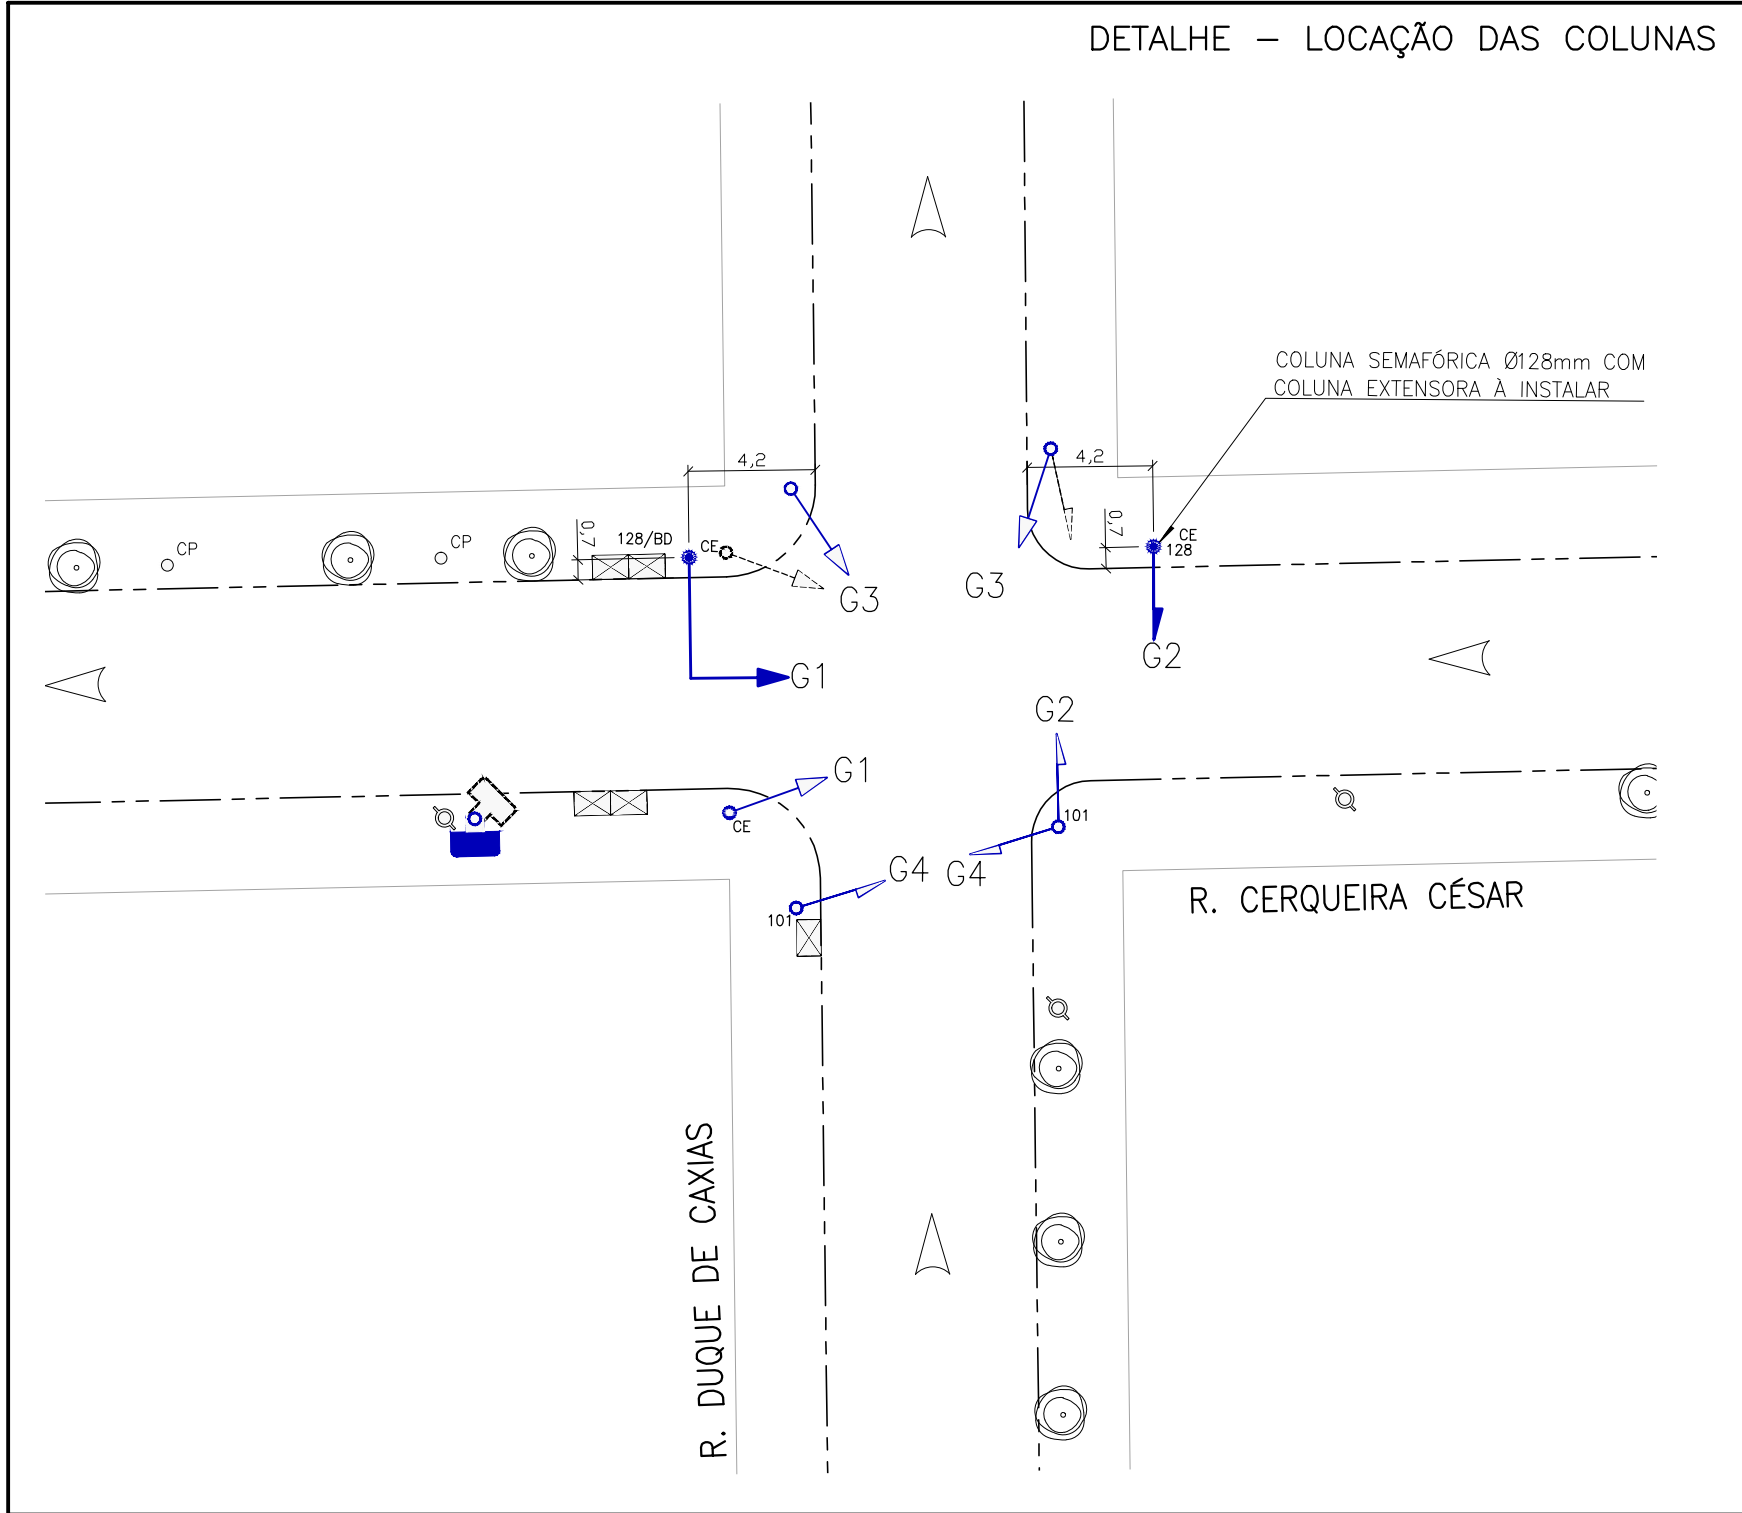 DETALHE – LOCAÇÃO DAS COLUNAS
COLUNA SEMAFÓRICA Ø128mm COM
COLUNA EXTENSORA À INSTALAR
4,2
4,2
0,7
128/BD
CE
CP
CP
0,7
CE
128
G3
G3
G1
G2
G2
G1
CE
101
G4
G4
101
R. CERQUEIRA CÉSAR
R. DUQUE DE CAXIAS